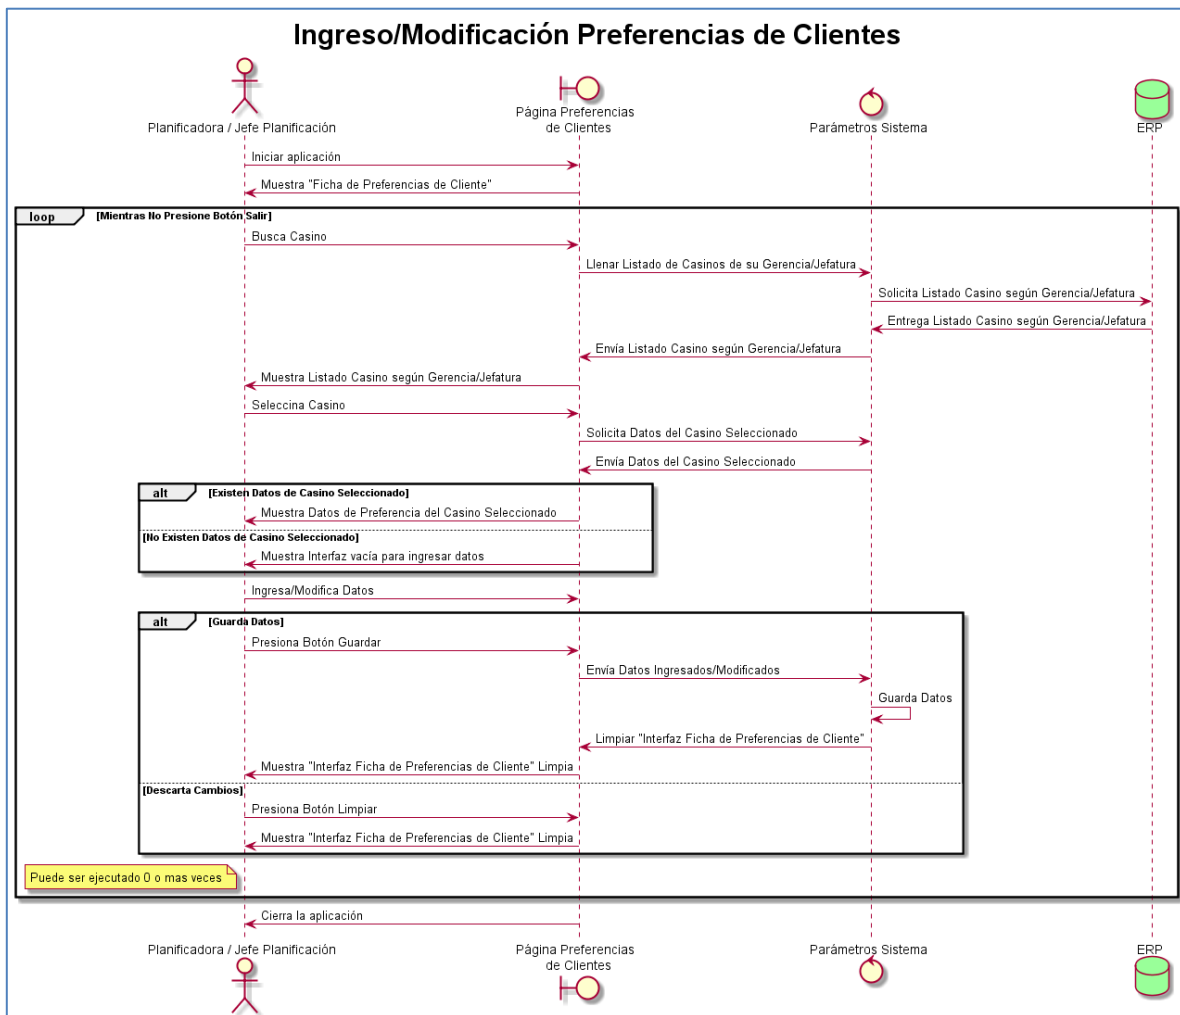 Ingreso/Modificación Preferencias de Clientes
Planificadora / Jefe Planificación
Página Preferencias
de Clientes
Parámetros Sistema
ERP
Iniciar aplicación
Muestra "Ficha de Preferencias de Cliente"
loop [Mientras No Presione Botón Salir]
Busca Casino
Llenar Listado de Casinos de su Gerencia/Jefatura
Solicita Listado Casino según Gerencia/Jefatura
Entrega Listado Casino según Gerencia/Jefatura
Envía Listado Casino según Gerencia/Jefatura
Muestra Listado Casino según Gerencia/Jefatura
Seleccina Casino
Solicita Datos del Casino Seleccionado
Envía Datos del Casino Seleccionado
alt [Existen Datos de Casino Seleccionado]
Muestra Datos de Preferencia del Casino Seleccionado
[No Existen Datos de Casino Seleccionado]
Muestra Interfaz vacía para ingresar datos
Ingresa/Modifica Datos
alt [Guarda Datos]
Presiona Botón Guardar
Envía Datos Ingresados/Modificados
Guarda Datos
Limpiar "Interfaz Ficha de Preferencias de Cliente"
Muestra "Interfaz Ficha de Preferencias de Cliente" Limpia
[Descarta Cambios]
Presiona Botón Limpiar
Muestra "Interfaz Ficha de Preferencias de Cliente" Limpia
Puede ser ejecutado 0 o mas veces
Cierra la aplicación
Planificadora / Jefe Planificación
Página Preferencias
de Clientes
Parámetros Sistema
ERP